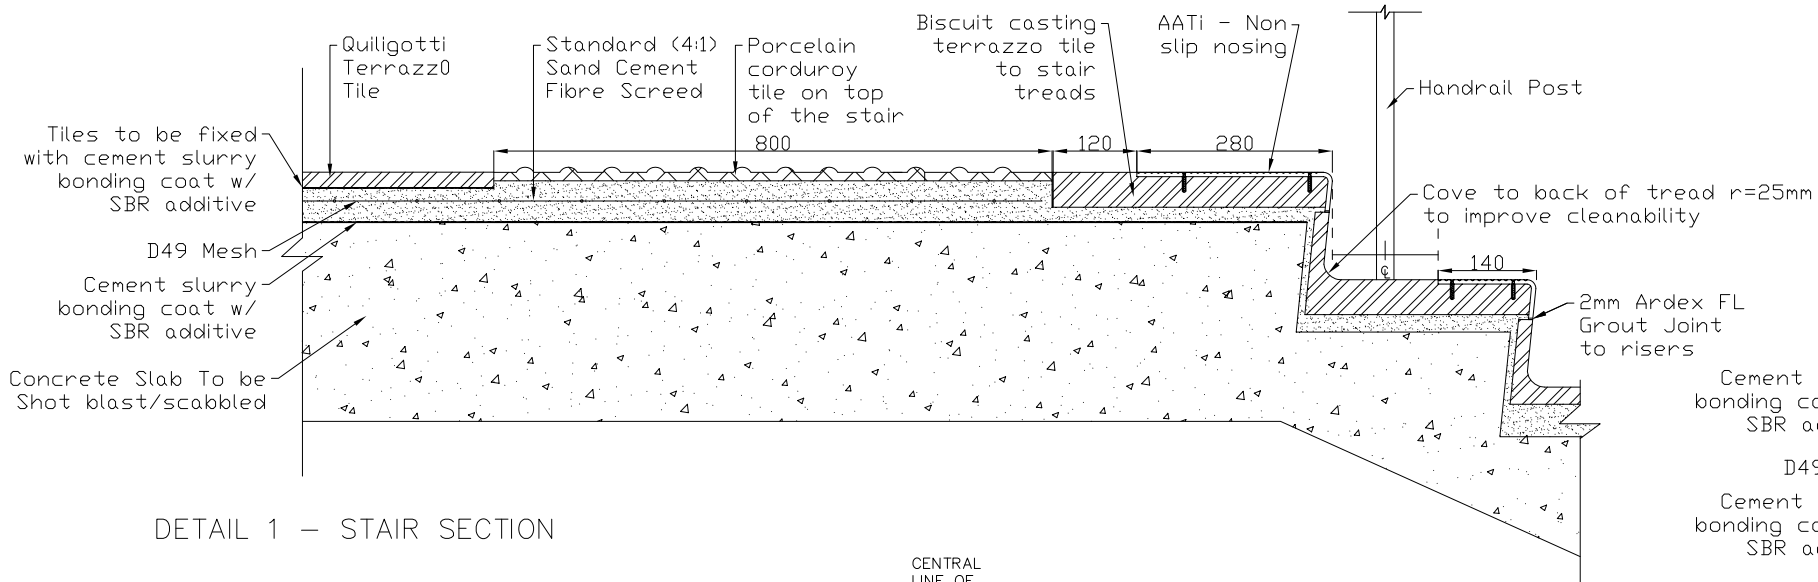 Quiligotti
Terrazz0
Tile
Standard (4:1)
Sand Cement
Fibre Screed
Porcelain
corduroy
tile on top
of the stair
Biscuit casting
terrazzo tile
to stair
treads
AATi - Non
slip nosing
Handrail Post
Tiles to be fixed
with cement slurry
bonding coat w/
SBR additive
800
120
280
Cove to back of tread r=25mm
to improve cleanability
D49 Mesh
Cement slurry
bonding coat w/
SBR additive
℄
140
2mm Ardex FL
Grout Joint
to risers
Concrete Slab To be
Shot blast/scabbled
Cement
bonding
SBR
D49
Cement
bonding
SBR
DETAIL 1 - STAIR SECTION
CENTRAL
LINE OF